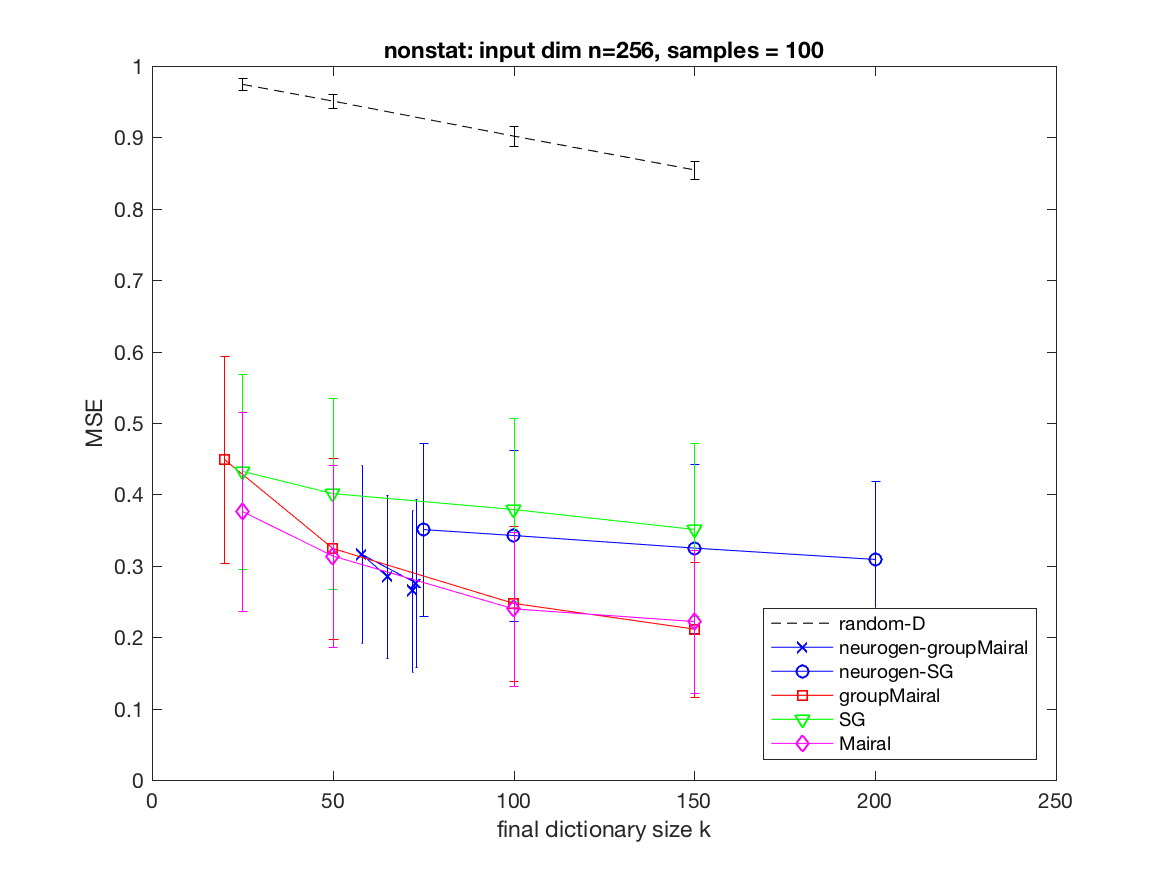 nonstat: input dim n=256, samples = 100
1
0.9
0.8
0.7
0.6
0.5
0.4
0.3
0.2
0.1
0
MSE
random-D
neurogen-groupMairal
neurogen-SG
groupMairal
SG
Mairal
0 50 100 150 200 250
final dictionary size k